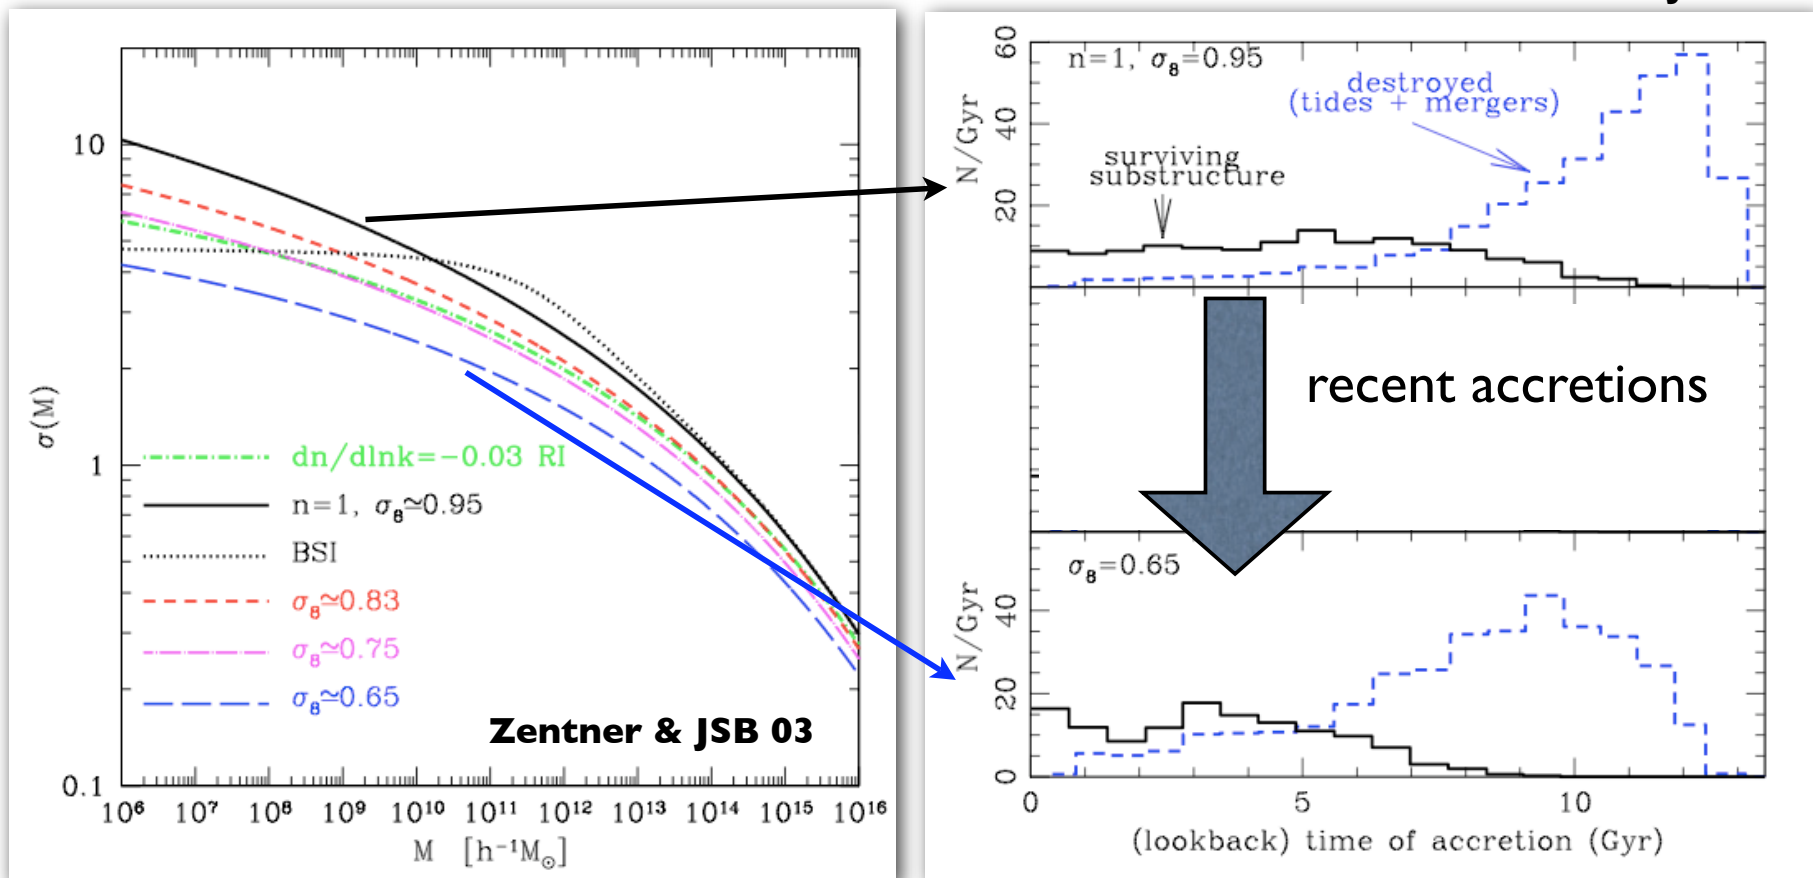 10
1
0.1
σ(M)
dn/dlnk=−0.03 RI
n=1, σ₈≃0.95
BSI
σ₈≃0.83
σ₈≃0.75
σ₈≃0.65
Zentner & JSB 03
10⁶ 10⁷ 10⁸ 10⁹ 10¹⁰ 10¹¹ 10¹² 10¹³ 10¹⁴ 10¹⁵ 10¹⁶
M [h⁻¹M☉]
60
40
20
N/Gyr
n=1, σ₈=0.95
destroyed
(tides + mergers)
surviving
substructure
recent accretions
σ₈=0.65
N/Gyr
40
20
0
0 5 10
(lookback) time of accretion (Gyr)